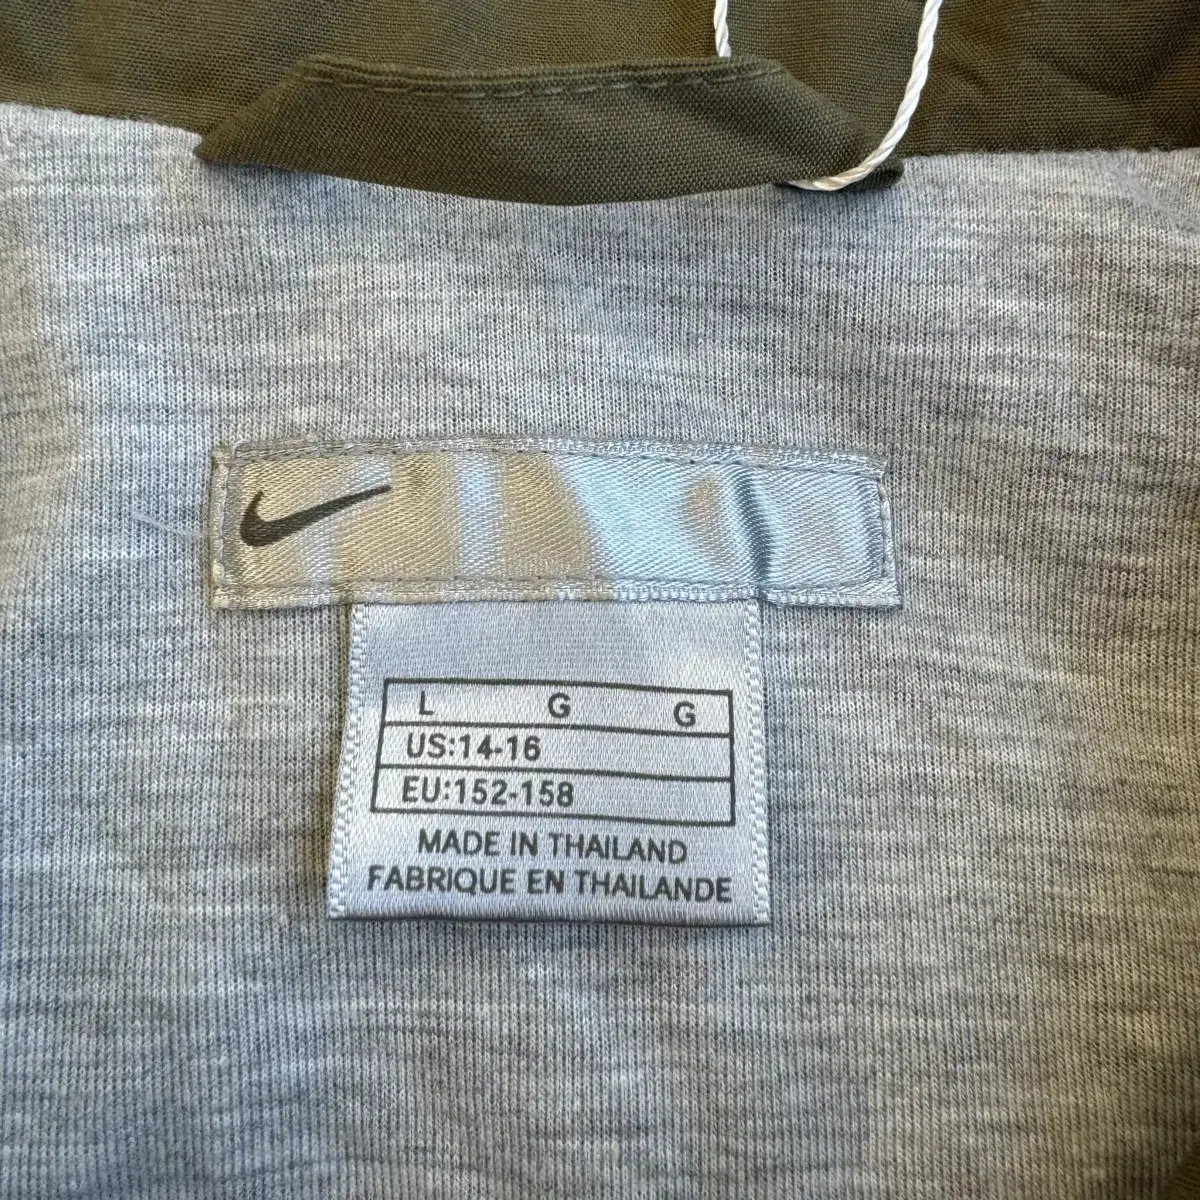 L G G
US:14-16
EU:152-158
MADE IN THAILAND
FABRIQUE EN THAILANDE